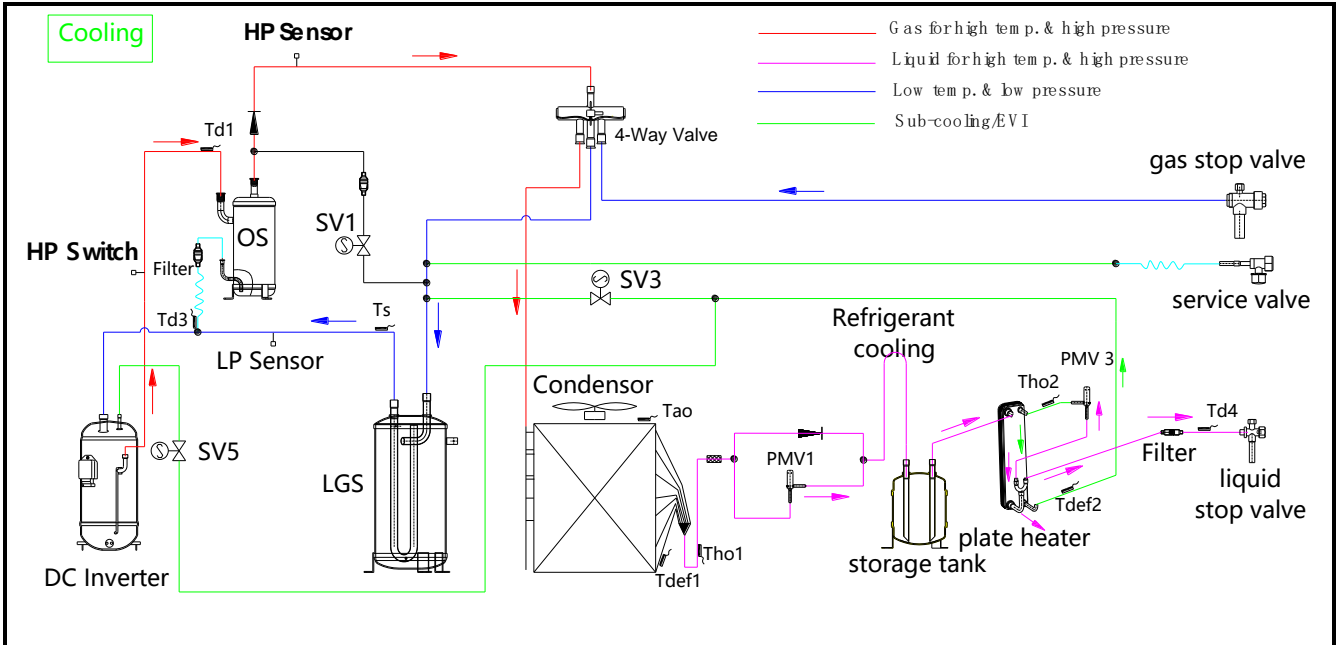 Cooling
HP Sensor
Gas for high temp. & high pressure
Liquid for high temp. & high pressure
Low temp. & low pressure
Sub-cooling/EVI
Td1
4-Way Valve
gas stop valve
OS
SV1
HP Switch
Filter
SV3
service valve
Td3
Ts
LP Sensor
Refrigerant
cooling
PMV 3
Condensor
Tho2
Tao
Td4
SV5
PMV1
Filter
LGS
liquid
stop valve
Tdef2
Tho1
plate heater
storage tank
Tdef1
DC Inverter